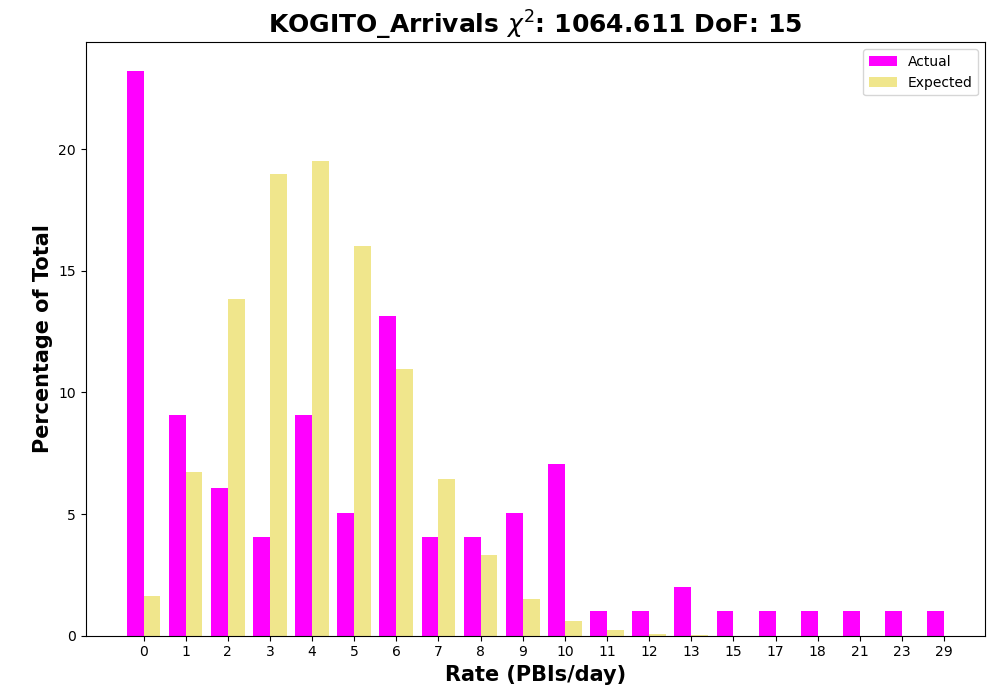 KOGITO_Arrivals χ²: 1064.611 DoF: 15
Actual
Expected
Percentage of Total
20
15
10
5
0
0 1 2 3 4 5 6 7 8 9 10 11 12 13 15 17 18 21 23 29
Rate (PBIs/day)